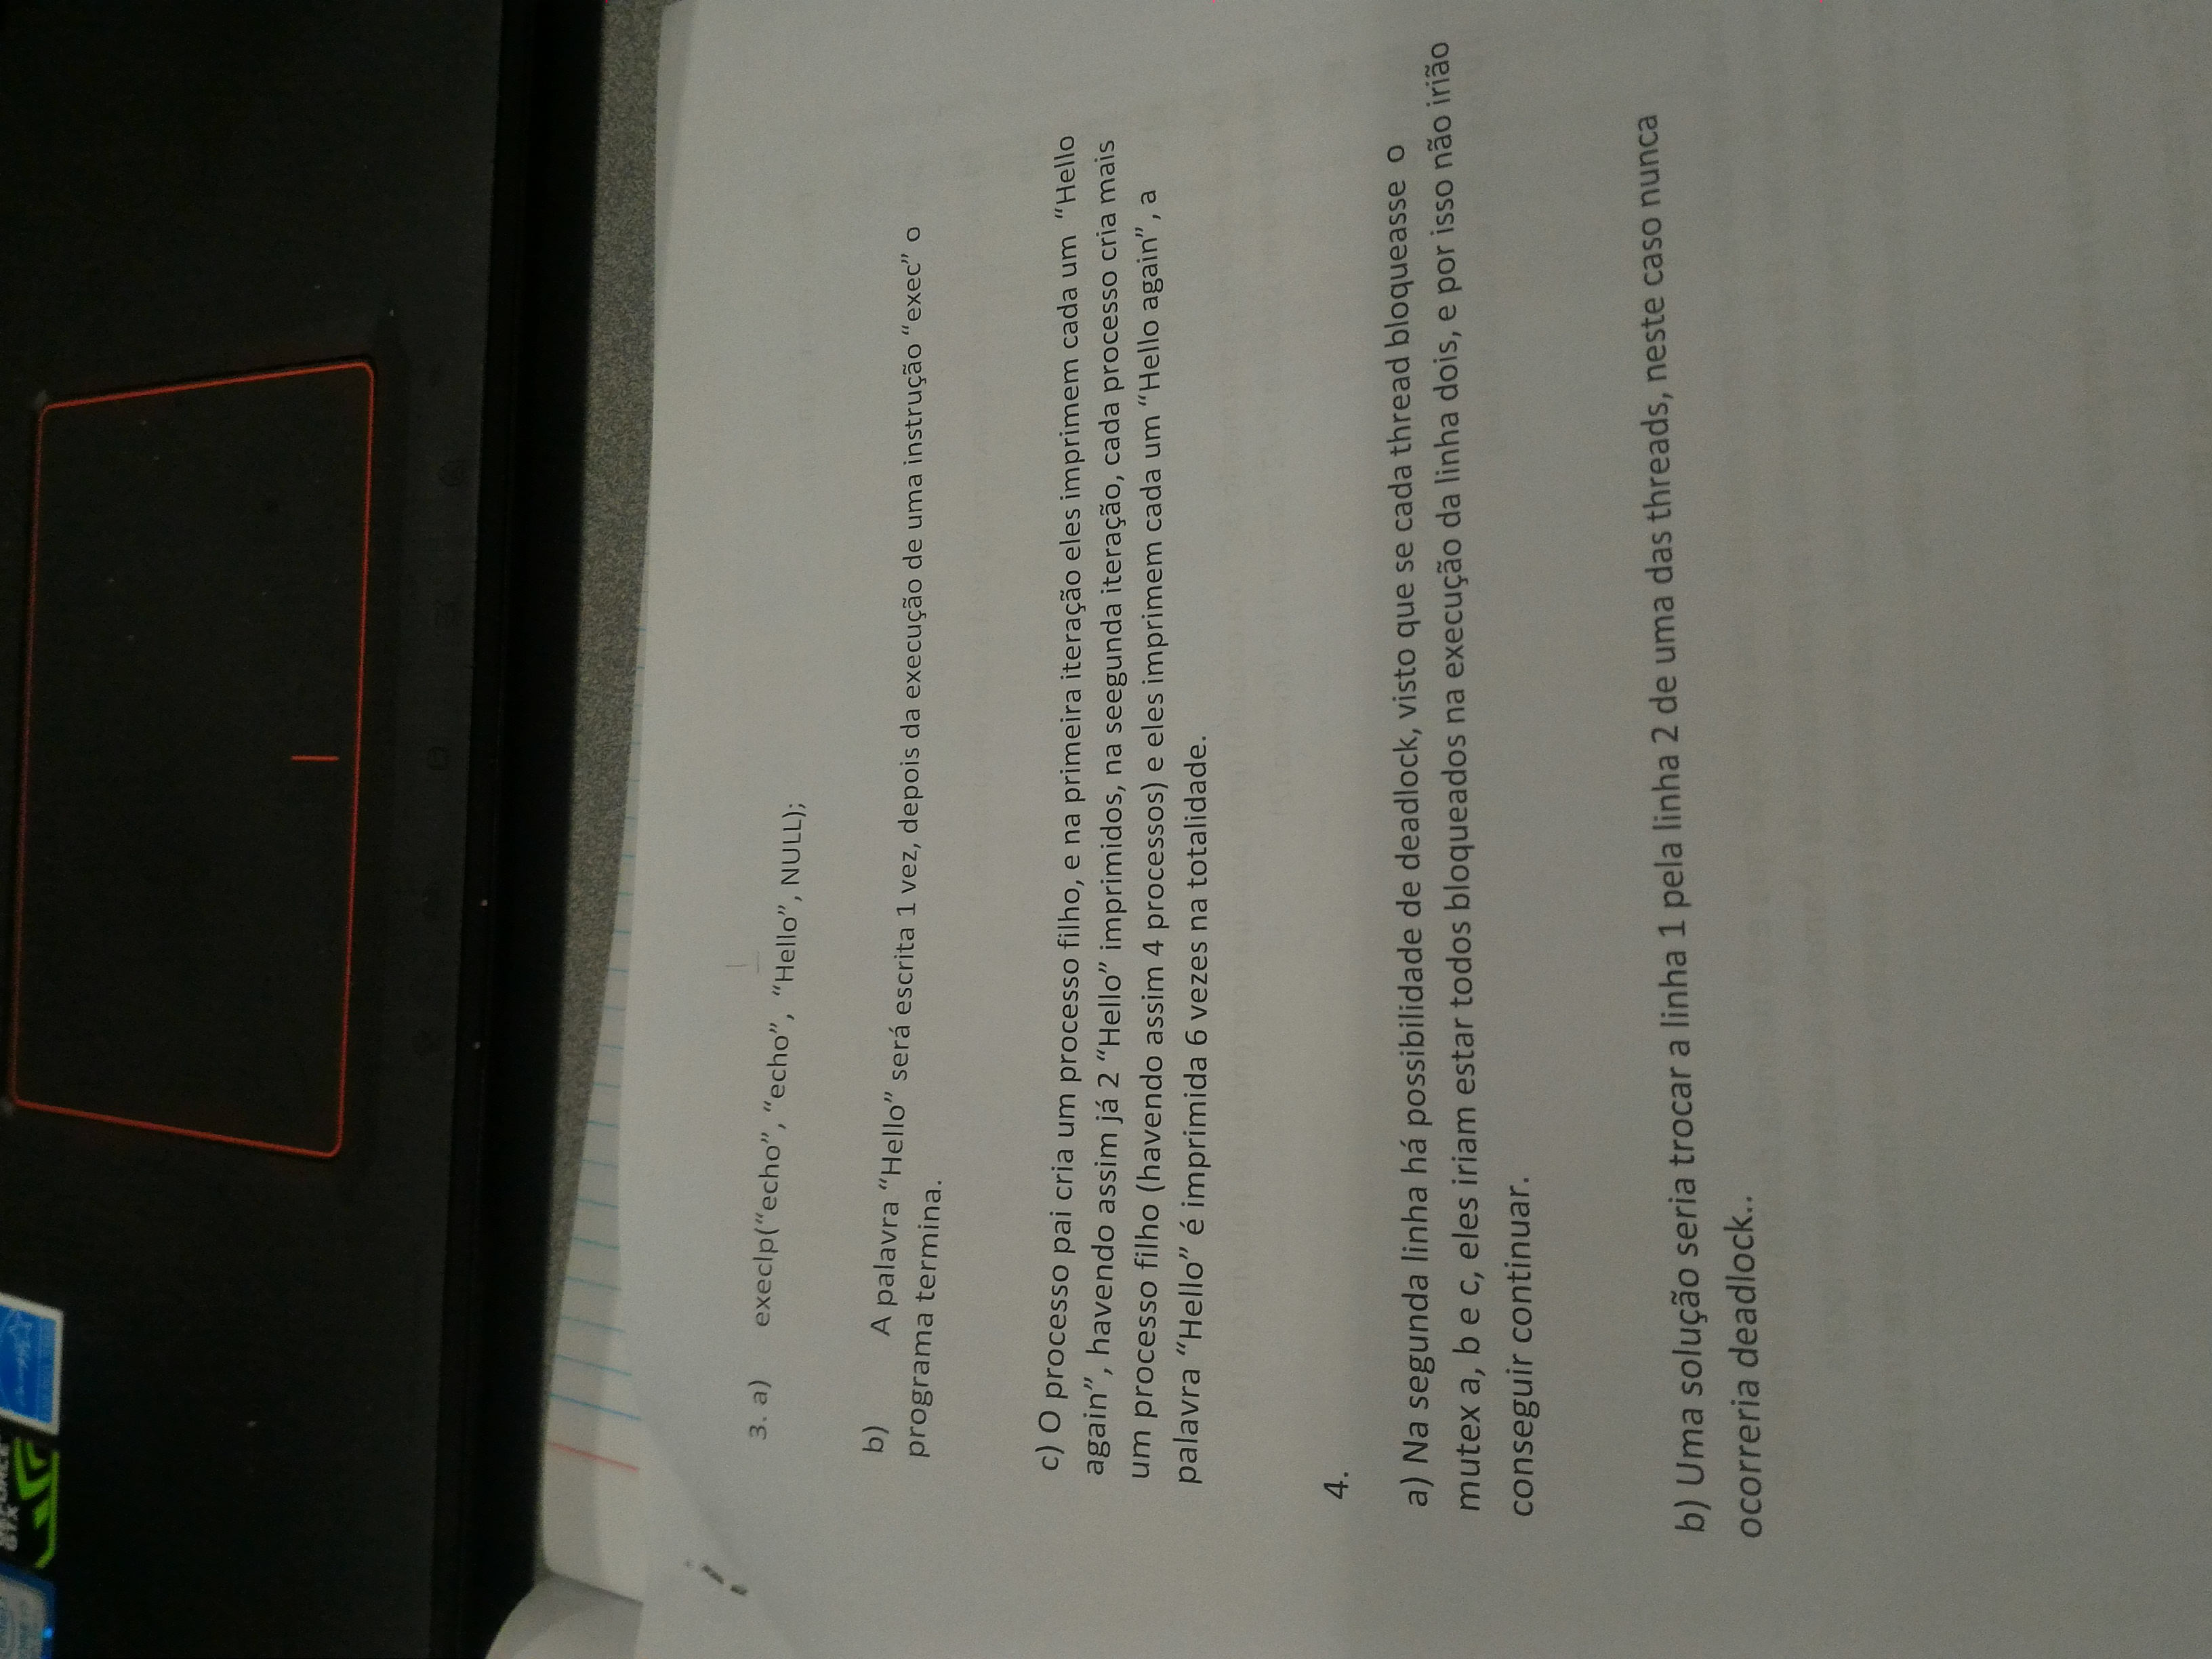 GTX
3. a) execlp(“echo”, “echo”, “Hello”, NULL);
b) A palavra “Hello” será escrita 1 vez, depois da execução de uma instrução “exec” o
programa termina.
c) O processo pai cria um processo filho, e na primeira iteração eles imprimem cada um “Hello
again”, havendo assim já 2 “Hello” imprimidos, na seegunda iteração, cada processo cria mais
um processo filho (havendo assim 4 processos) e eles imprimem cada um “Hello again”, a
palavra “Hello” é imprimida 6 vezes na totalidade.
4.
a) Na segunda linha há possibilidade de deadlock, visto que se cada thread bloqueasse o
mutex a, b e c, eles iriam estar todos bloqueados na execução da linha dois, e por isso não irião
conseguir continuar.
b) Uma solução seria trocar a linha 1 pela linha 2 de uma das threads, neste caso nunca
ocorreria deadlock..